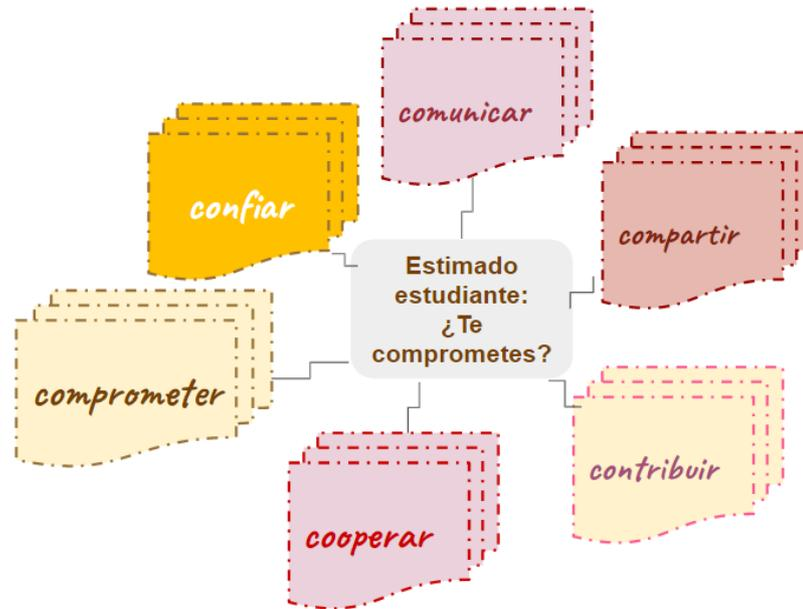 comunicar
confiar
compartir
Estimado
estudiante:
¿Te
comprometes?
comprometer
contribuir
cooperar